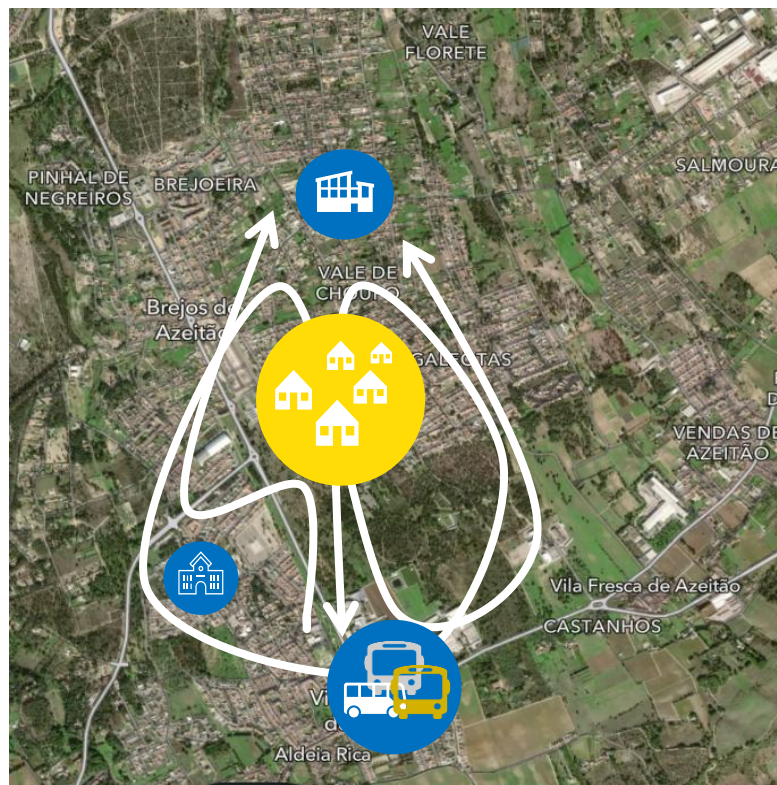 VALE
FLORETE
SALMOURA
PINHAL DE
NEGREIROS
BREJOEIRA
VALE DE
CHOUPO
Brejos de
Azeitão
GALEOTAS
VENDAS DE
AZEITÃO
Vila Fresca de Azeitão
CASTANHOS
Aldeia Rica